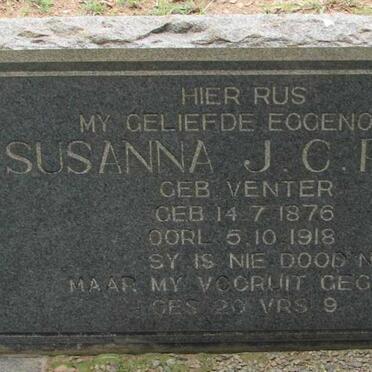 HIER RUS
MY GELIEFDE EGGENO
SUSANNA J. C.
GEB VENTER
GEB 14.7.1876
OORL 5.10.1918
SY IS NIE DOOD N
MAAR MY VOORUIT GEG
GES 20 VRS 9